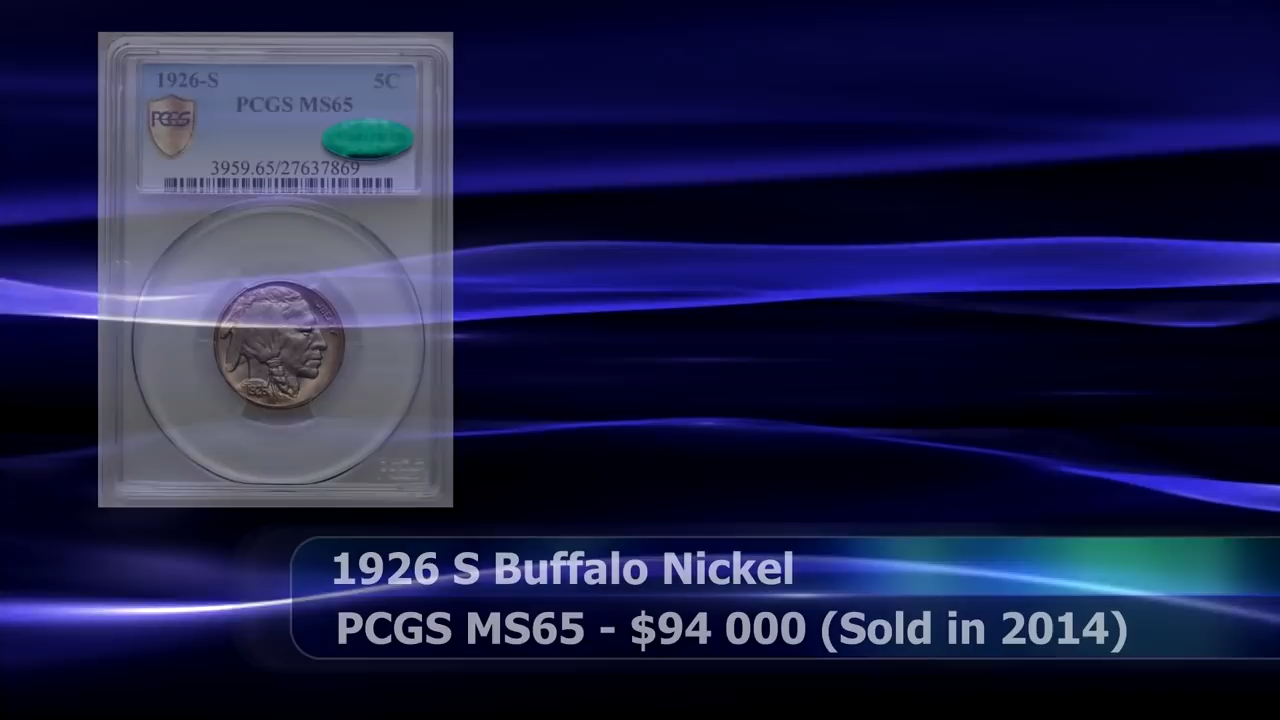 1926-S 5C
PCGS MS65
PCGS
3959.65/27637869
1926 S Buffalo Nickel
PCGS MS65 - $94 000 (Sold in 2014)